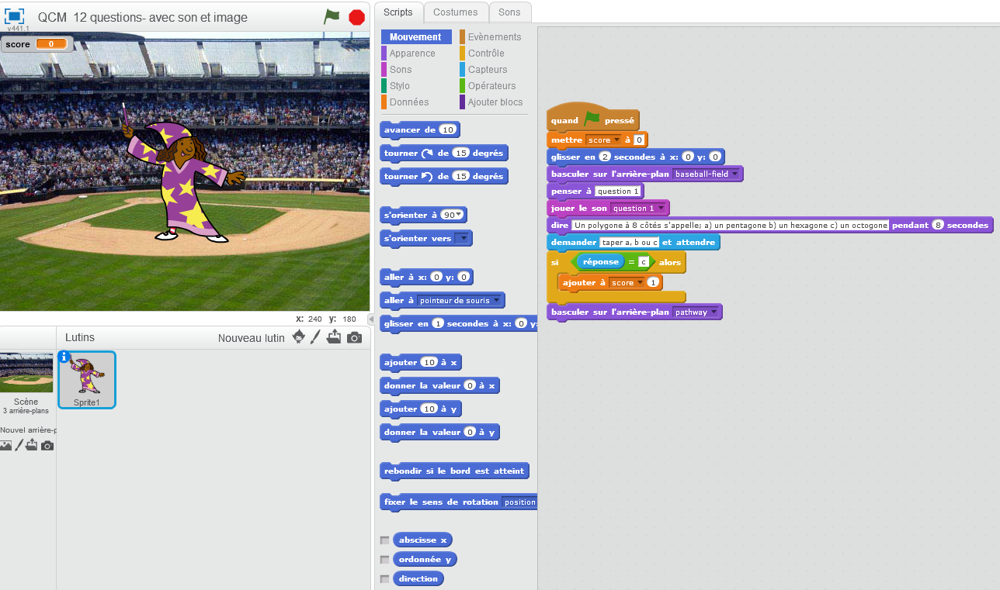 QCM 12 questions- avec son et image
v441.1
score 0
x: 240 y: 180
Lutins
Nouveau lutin
Scène
3 arrière-plans
Nouvel arrière-p
Sprite1
Scripts Costumes Sons
Mouvement Evènements
Apparence Contrôle
Sons Capteurs
Stylo Opérateurs
Données Ajouter blocs
avancer de 10
tourner de 15 degrés
tourner de 15 degrés
s'orienter à 90
s'orienter vers
aller à x: 0 y: 0
aller à pointeur de souris
glisser en 1 secondes à x: 0 y:
ajouter 10 à x
donner la valeur 0 à x
ajouter 10 à y
donner la valeur 0 à y
rebondir si le bord est atteint
fixer le sens de rotation position
abscisse x
ordonnée y
direction
quand pressé
mettre score à 0
glisser en 2 secondes à x: 0 y: 0
basculer sur l'arrière-plan baseball-field
penser à question 1
jouer le son question 1
dire Un polygone à 8 côtés s'appelle; a) un pentagone b) un hexagone c) un octogone pendant 8 secondes
demander taper a, b ou c et attendre
si réponse = c alors
ajouter à score 1
basculer sur l'arrière-plan pathway